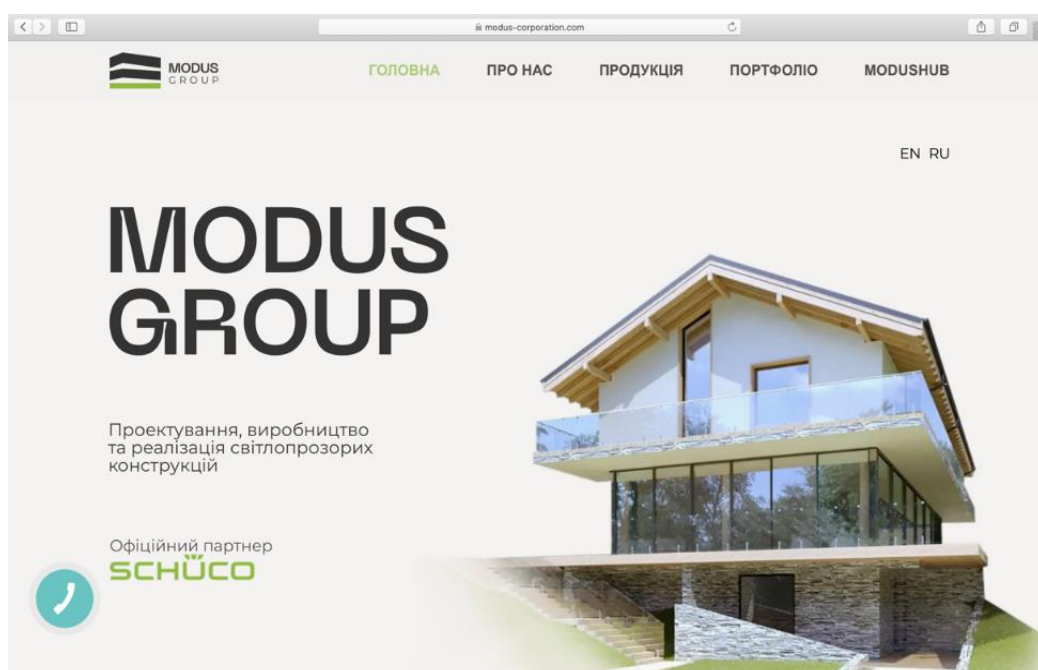 modus-corporation.com
MODUS
GROUP
ГОЛОВНА ПРО НАС ПРОДУКЦІЯ ПОРТФОЛІО MODUSHUB
EN RU
MODUS
GROUP
Проектування, виробництво
та реалізація світлопрозорих
конструкцій
Офіційний партнер
SCHÜCO